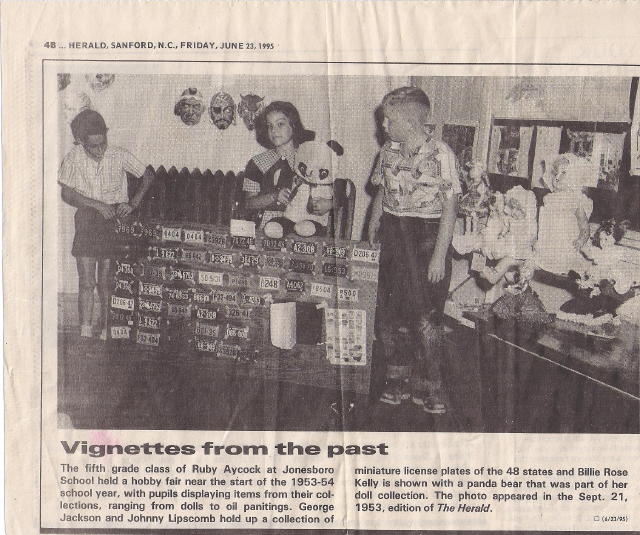 4B ... HERALD, SANFORD, N.C., FRIDAY, JUNE 23, 1995
Vignettes from the past
The fifth grade class of Ruby Aycock at Jonesboro
School held a hobby fair near the start of the 1953-54
school year, with pupils displaying items from their col-
lections, ranging from dolls to oil panitings. George
Jackson and Johnny Lipscomb hold up a collection of
miniature license plates of the 48 states and Billie Rose
Kelly is shown with a panda bear that was part of her
doll collection. The photo appeared in the Sept. 21,
1953, edition of The Herald.
(6/23/95)